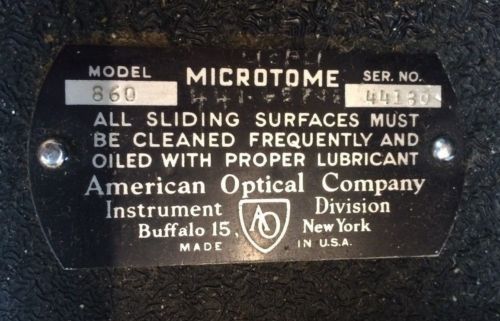 MODEL MICROTOME SER. NO.
860 44130
ALL SLIDING SURFACES MUST
BE CLEANED FREQUENTLY AND
OILED WITH PROPER LUBRICANT
American Optical Company
Instrument AO Division
Buffalo 15, New York
MADE IN U.S.A.